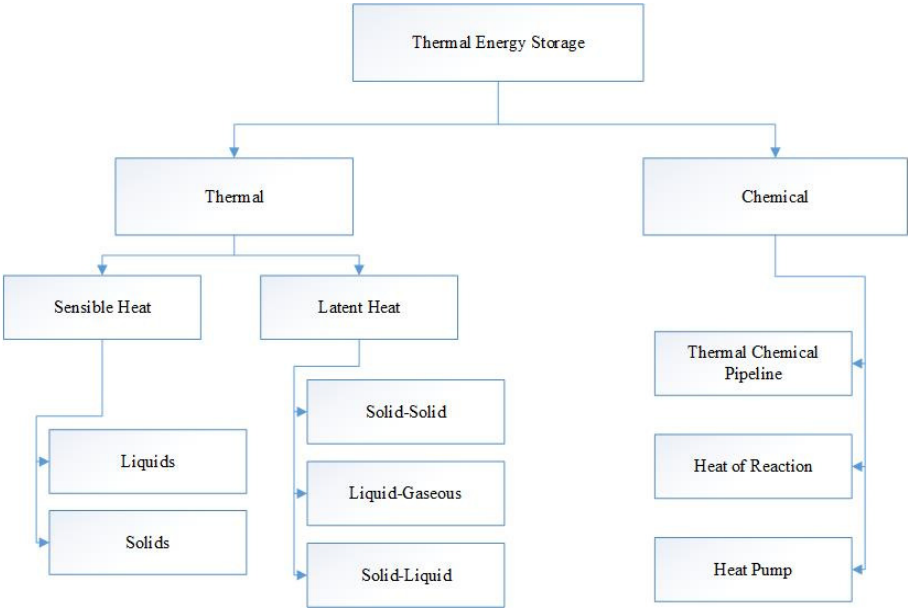 Thermal Energy Storage
Thermal
Chemical
Sensible Heat
Latent Heat
Thermal Chemical
Pipeline
Solid-Solid
Liquids
Heat of Reaction
Liquid-Gaseous
Solids
Solid-Liquid
Heat Pump